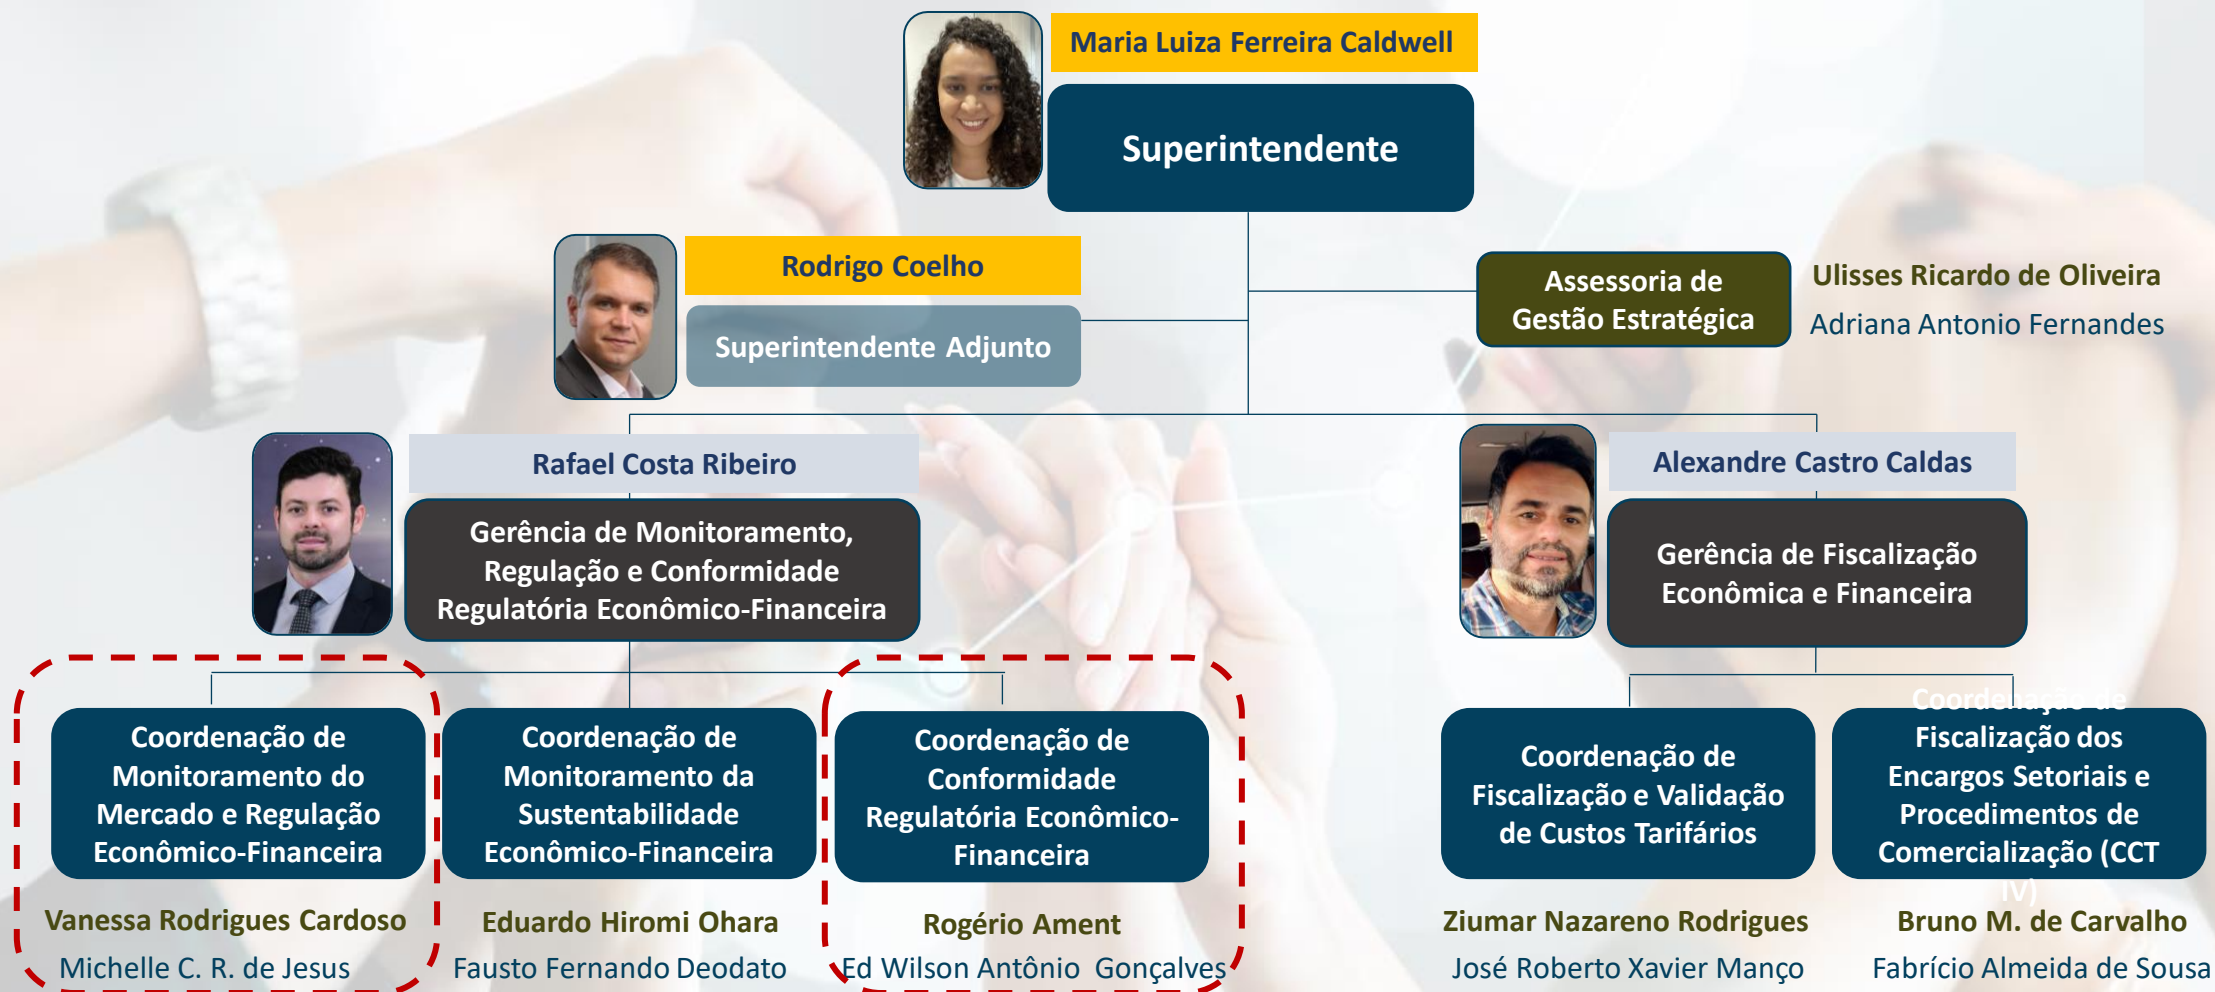 Maria Luiza Ferreira Caldwell
Superintendente
Rodrigo Coelho
Superintendente Adjunto
Assessoria de
Gestão Estratégica
Ulisses Ricardo de Oliveira
Adriana Antonio Fernandes
Rafael Costa Ribeiro
Gerência de Monitoramento,
Regulação e Conformidade
Regulatória Econômico-Financeira
Alexandre Castro Caldas
Gerência de Fiscalização
Econômica e Financeira
Coordenação de
Monitoramento do
Mercado e Regulação
Econômico-Financeira
Vanessa Rodrigues Cardoso
Michelle C. R. de Jesus
Coordenação de
Monitoramento da
Sustentabilidade
Econômico-Financeira
Eduardo Hiromi Ohara
Fausto Fernando Deodato
Coordenação de
Conformidade
Regulatória Econômico-
Financeira
Rogério Ament
Ed Wilson Antônio  Gonçalves
Coordenação de
Fiscalização e Validação
de Custos Tarifários
Ziumar Nazareno Rodrigues
José Roberto Xavier Manço
Coordenação de
Fiscalização dos
Encargos Setoriais e
Procedimentos de
Comercialização (CCT
IV)
Bruno M. de Carvalho
Fabrício Almeida de Sousa